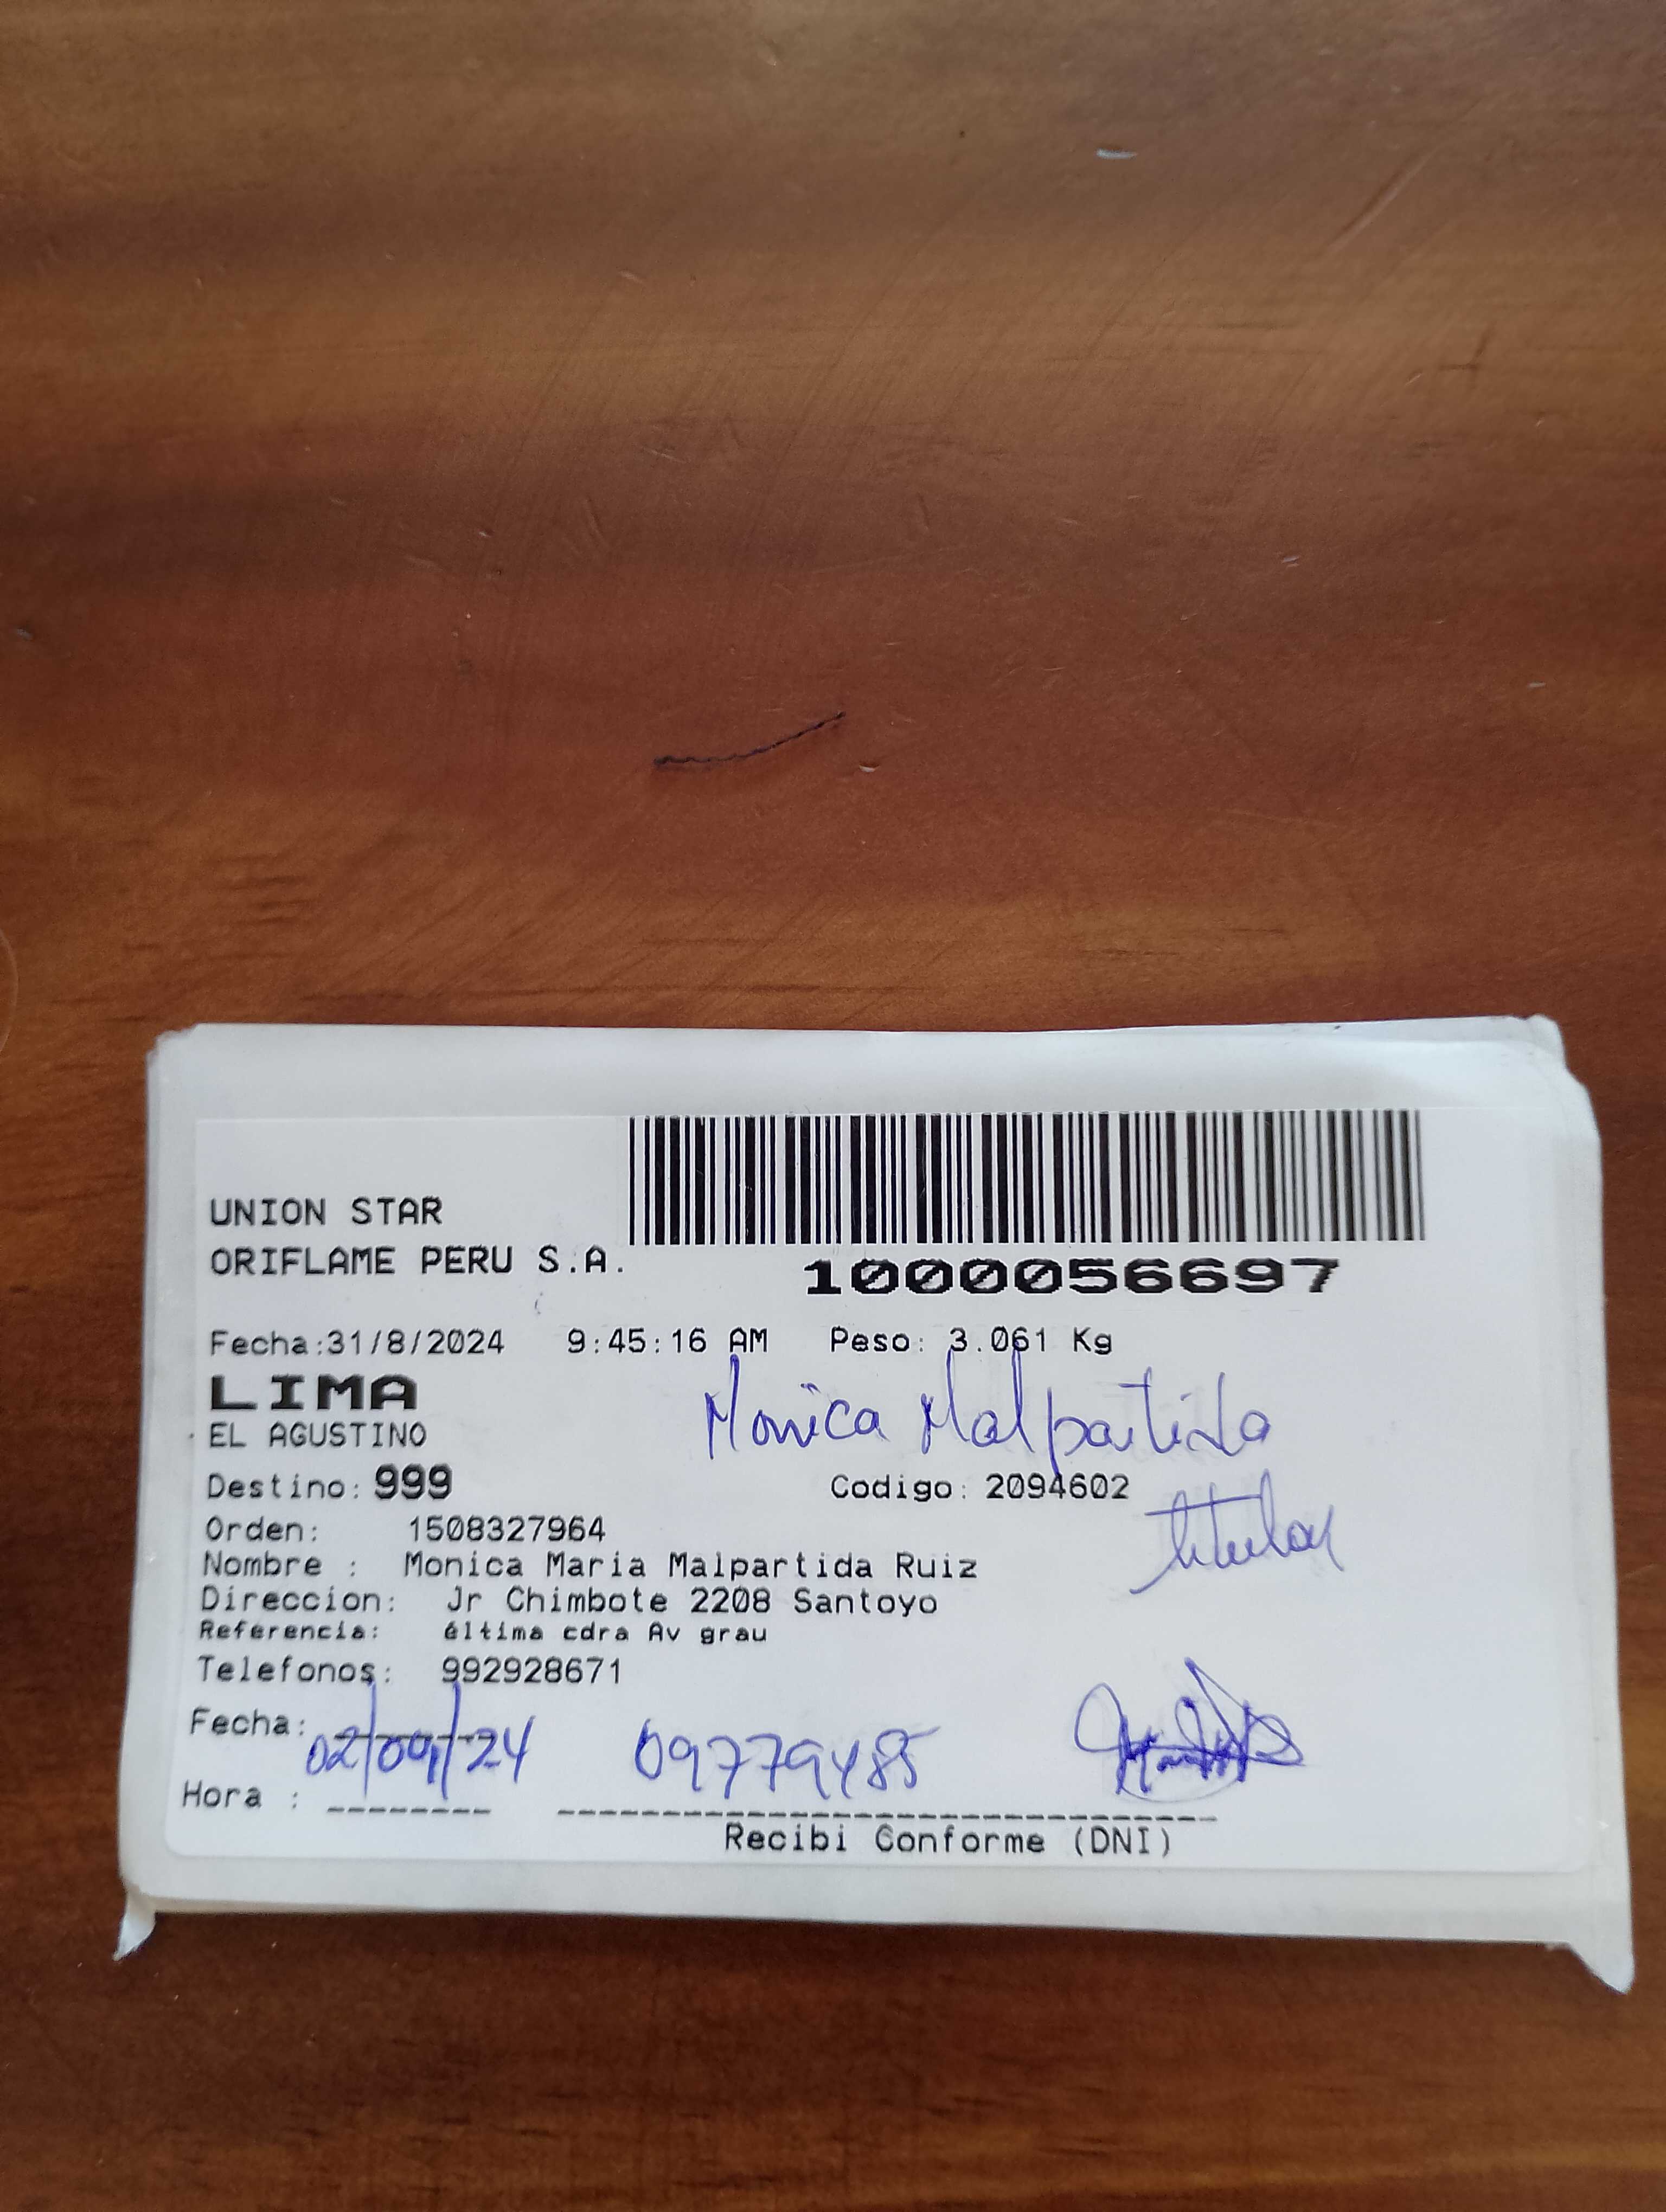 UNION STAR
ORIFLAME PERU S.A.
1000056697
Fecha:31/8/2024 9:45:16 AM Peso: 3.061 Kg
LIMA
Monica Malpartida
EL AGUSTINO
Destino: 999 Codigo: 2094602
titular
Orden: 1508327964
Nombre : Monica Maria Malpartida Ruiz
Direccion: Jr Chimbote 2208 Santoyo
Referencia: éltima cdra Av grau
Telefonos: 992928671
Fecha: 02/09/24 09779485
Hora :
Recibi Conforme (DNI)